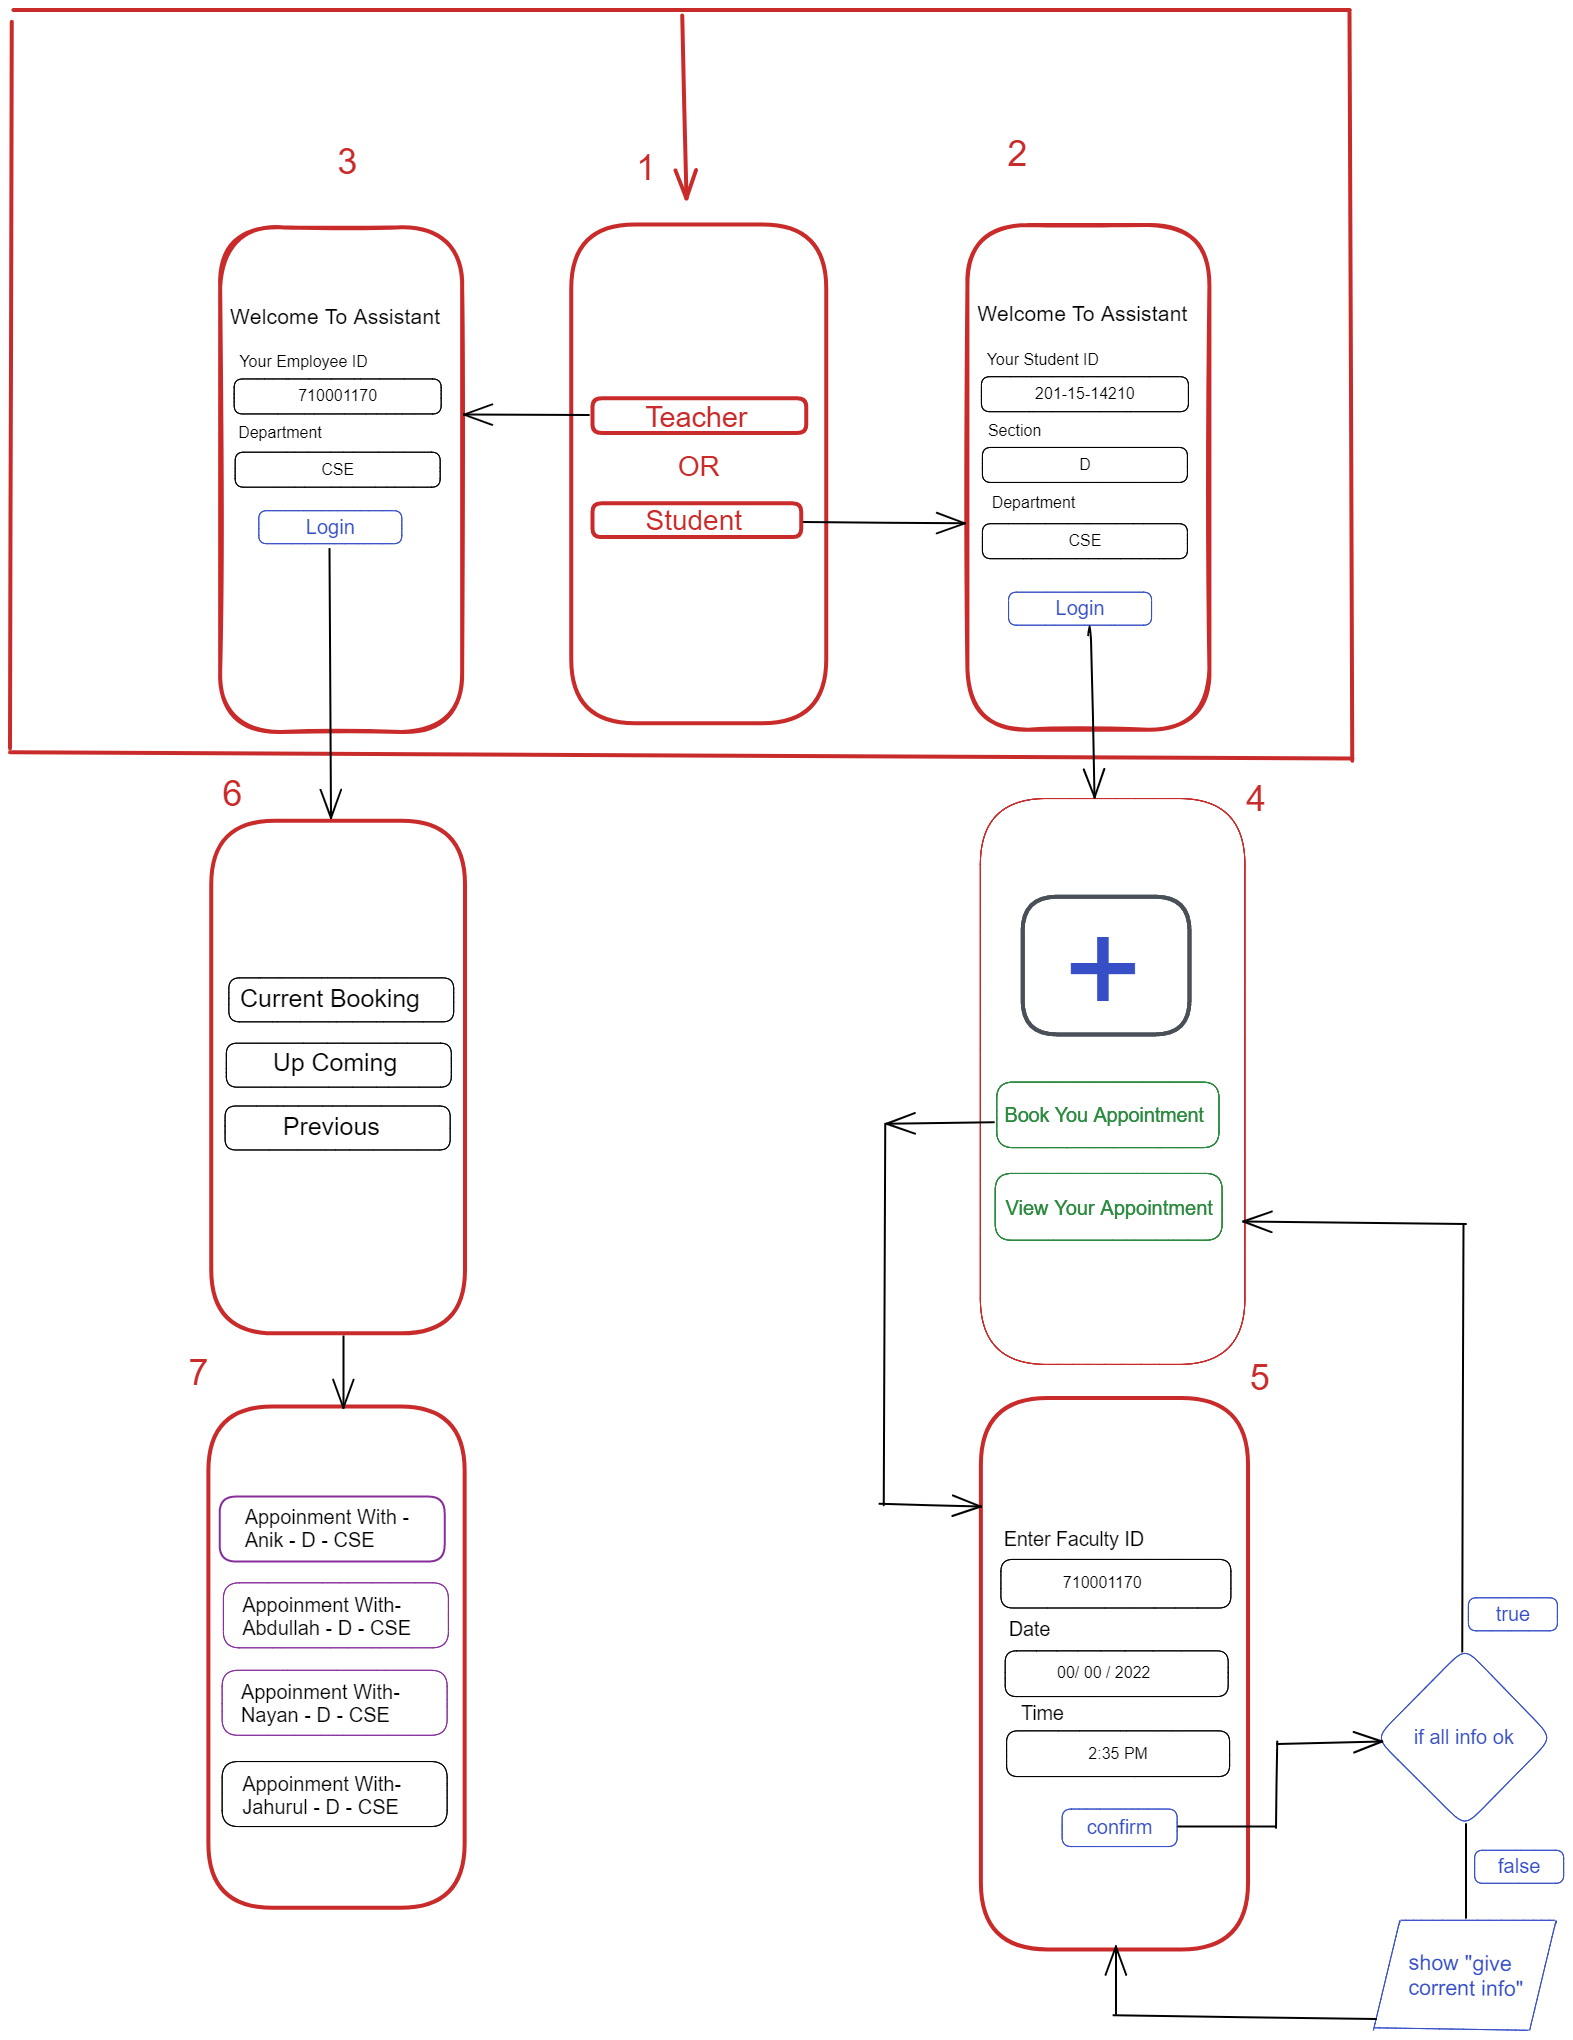 3
1
2
Welcome To Assistant
Your Employee ID
710001170
Department
CSE
Login
Teacher
OR
Student
Welcome To Assistant
Your Student ID
201-15-14210
Section
D
Department
CSE
Login
6
Current Booking
Up Coming
Previous
4
Book You Appointment
View Your Appointment
7
Appoinment With -
Anik - D - CSE
Appoinment With-
Abdullah - D - CSE
Appoinment With-
Nayan - D - CSE
Appoinment With-
Jahurul - D - CSE
5
Enter Faculty ID
710001170
Date
00/ 00 / 2022
Time
2:35 PM
confirm
true
if all info ok
false
show "give
corrent info"